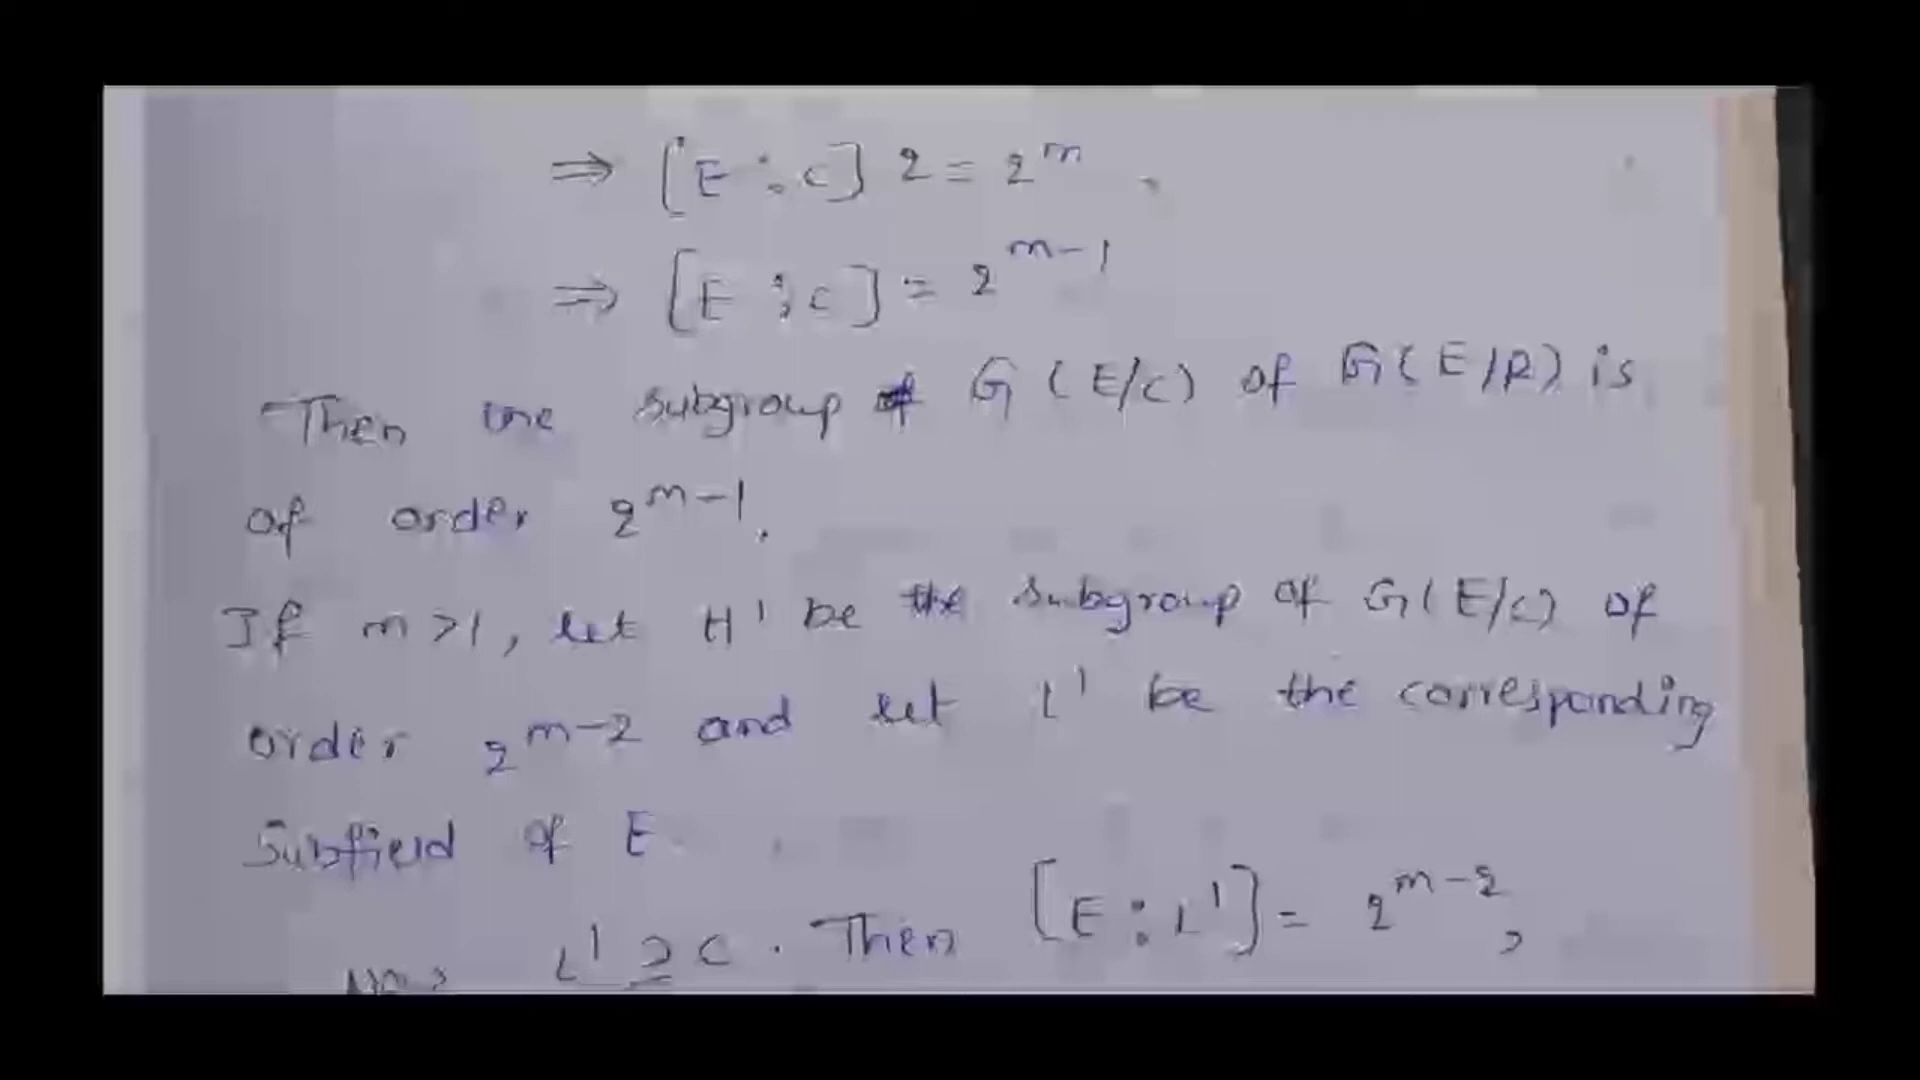 ⇒ [E : C] 2 = 2^m.
⇒ [E : C] = 2^{m-1}
Then the subgroup G(E/C) of G(E/R) is
of order 2^{m-1}.
If m>1, let H' be the subgroup of G(E/C) of
order 2^{m-2} and let L' be the corresponding
Subfield of E
L' ⊇ C. Then [E : L'] = 2^{m-2},